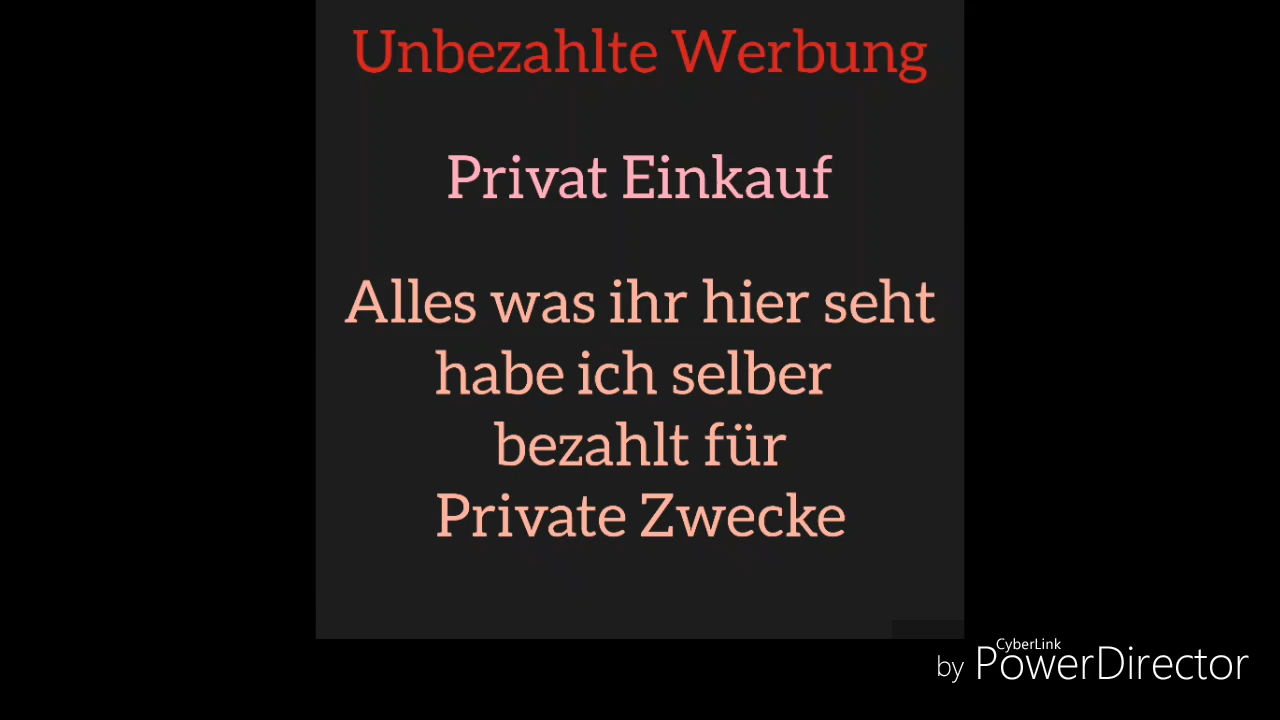 Unbezahlte Werbung
Privat Einkauf
Alles was ihr hier seht
habe ich selber
bezahlt für
Private Zwecke
CyberLink
by PowerDirector